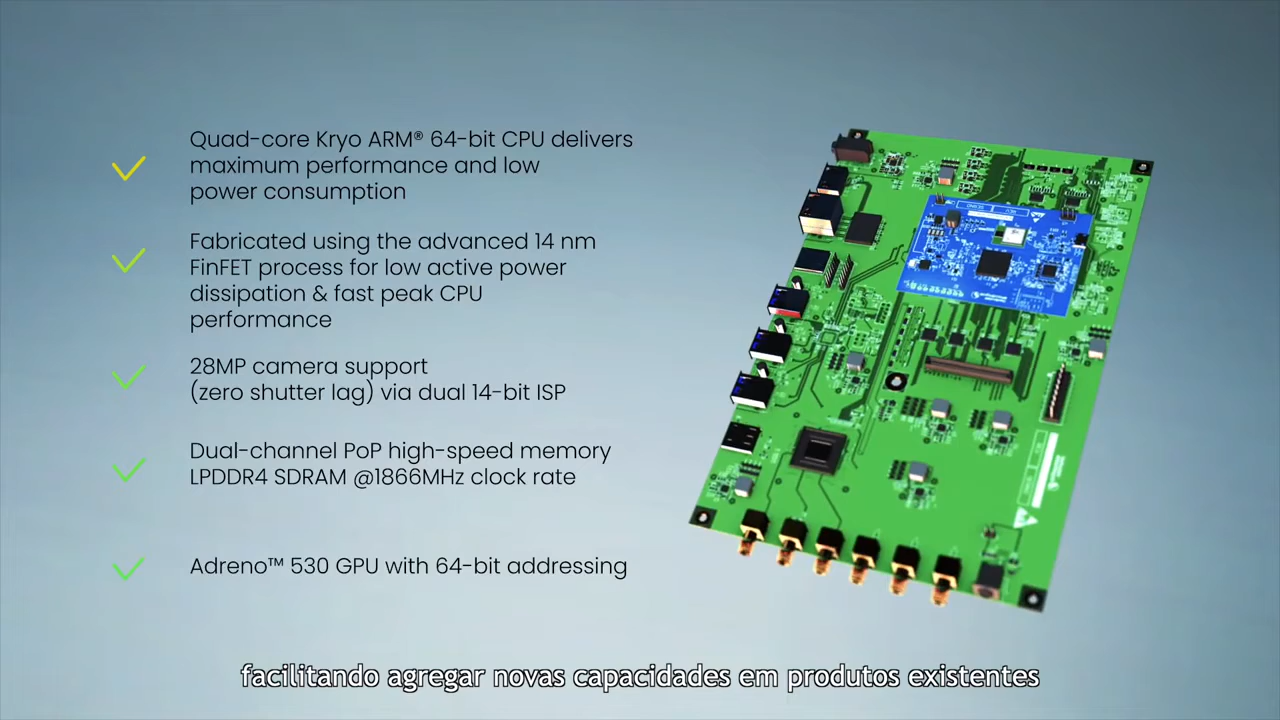 Quad-core Kryo ARM® 64-bit CPU delivers
maximum performance and low
power consumption
Fabricated using the advanced 14 nm
FinFET process for low active power
dissipation & fast peak CPU
performance
28MP camera support
(zero shutter lag) via dual 14-bit ISP
Dual-channel PoP high-speed memory
LPDDR4 SDRAM @1866MHz clock rate
Adreno™ 530 GPU with 64-bit addressing
facilitando agregar novas capacidades em produtos existentes